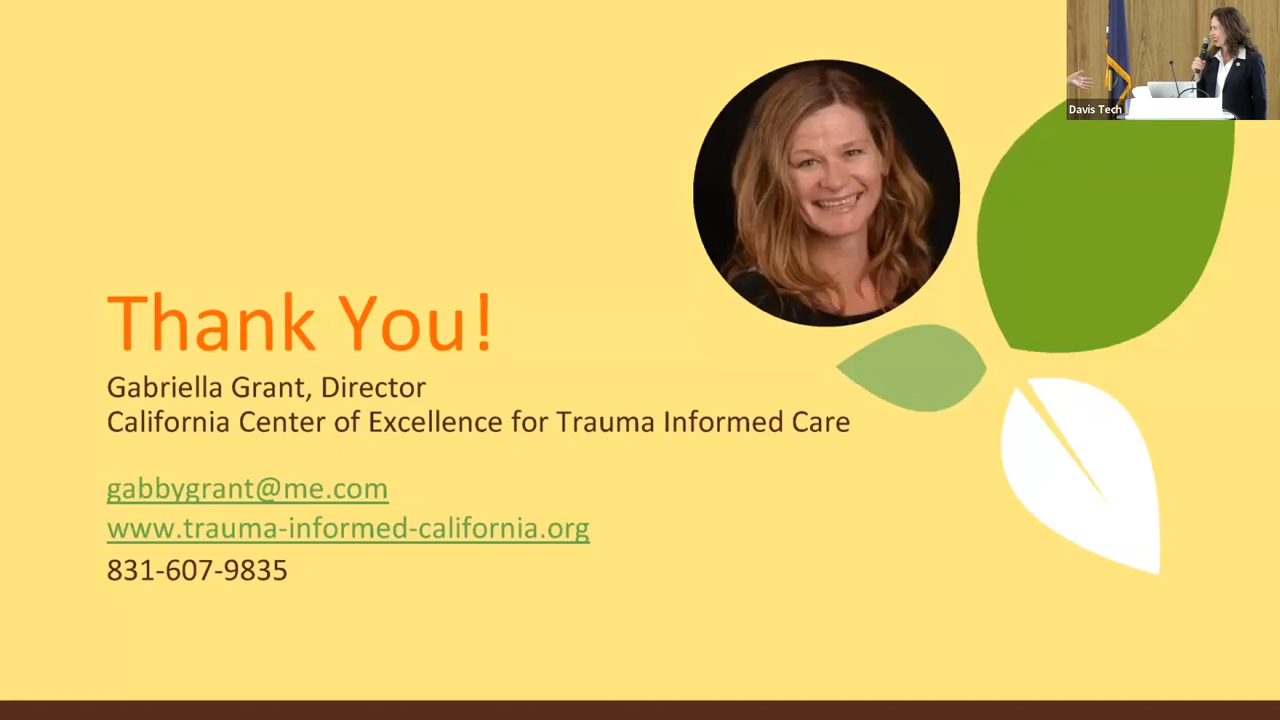 Davis Tech
Thank You!
Gabriella Grant, Director
California Center of Excellence for Trauma Informed Care
gabbygrant@me.com
www.trauma-informed-california.org
831-607-9835